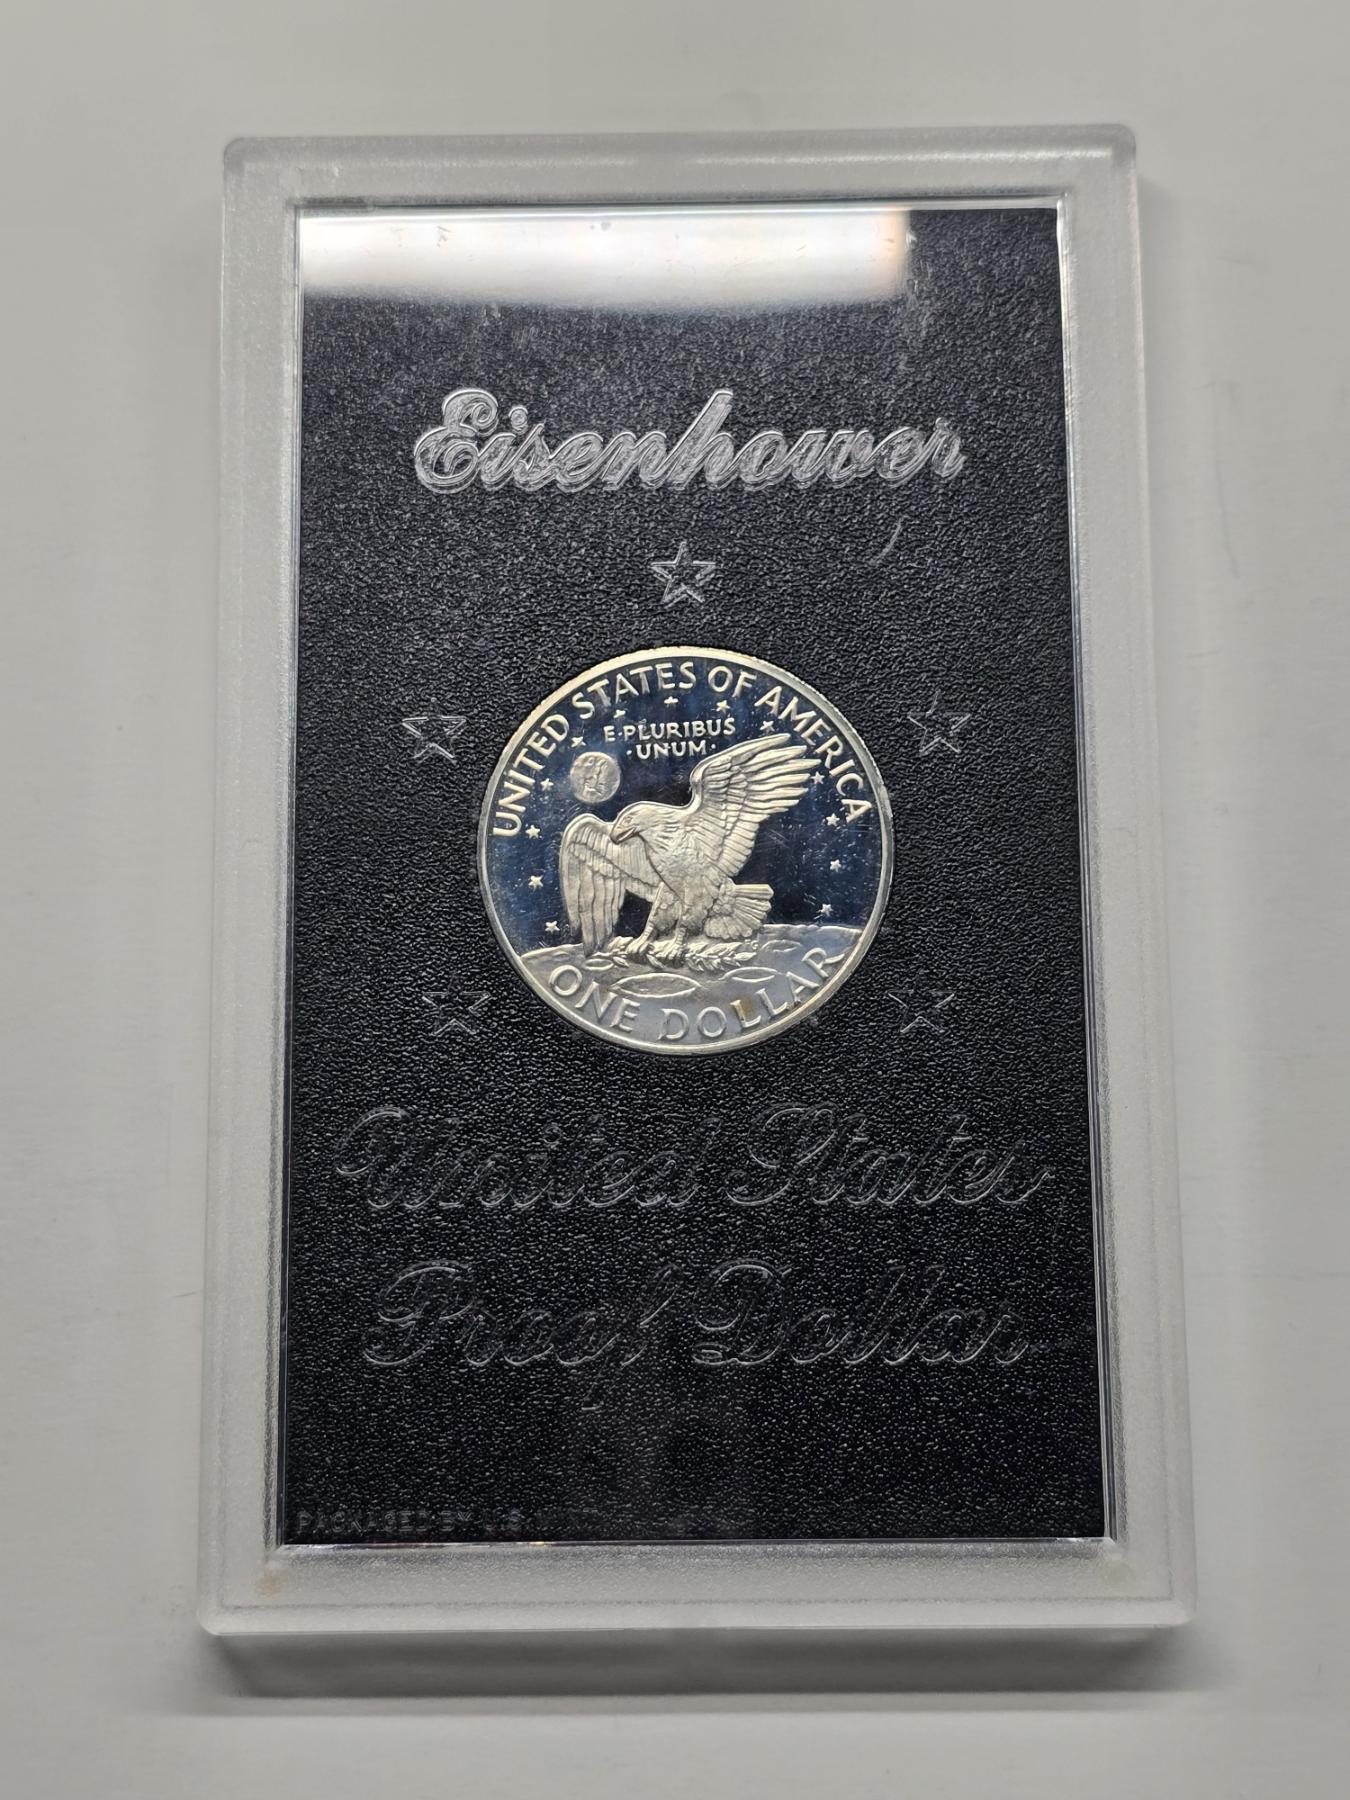 Eisenhower
UNITED STATES OF AMERICA
E·PLURIBUS
·UNUM·
ONE DOLLAR
United States
Proof Dollar
PACKAGED BY U.S.